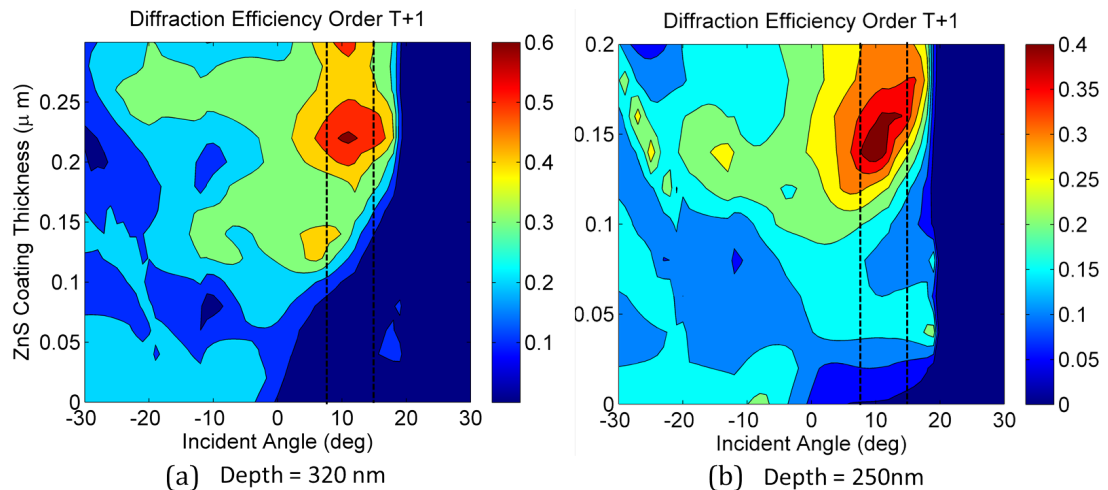 Diffraction Efficiency Order T+1
ZnS Coating Thickness (μ m)
0.25
0.2
0.15
0.1
0.05
0
-30 -20 -10 0 10 20 30
Incident Angle (deg)
0.6
0.5
0.4
0.3
0.2
0.1
(a) Depth = 320 nm
Diffraction Efficiency Order T+1
0.2
0.15
0.1
0.05
0
-30 -20 -10 0 10 20 30
Incident Angle (deg)
0.4
0.35
0.3
0.25
0.2
0.15
0.1
0.05
0
(b) Depth = 250nm